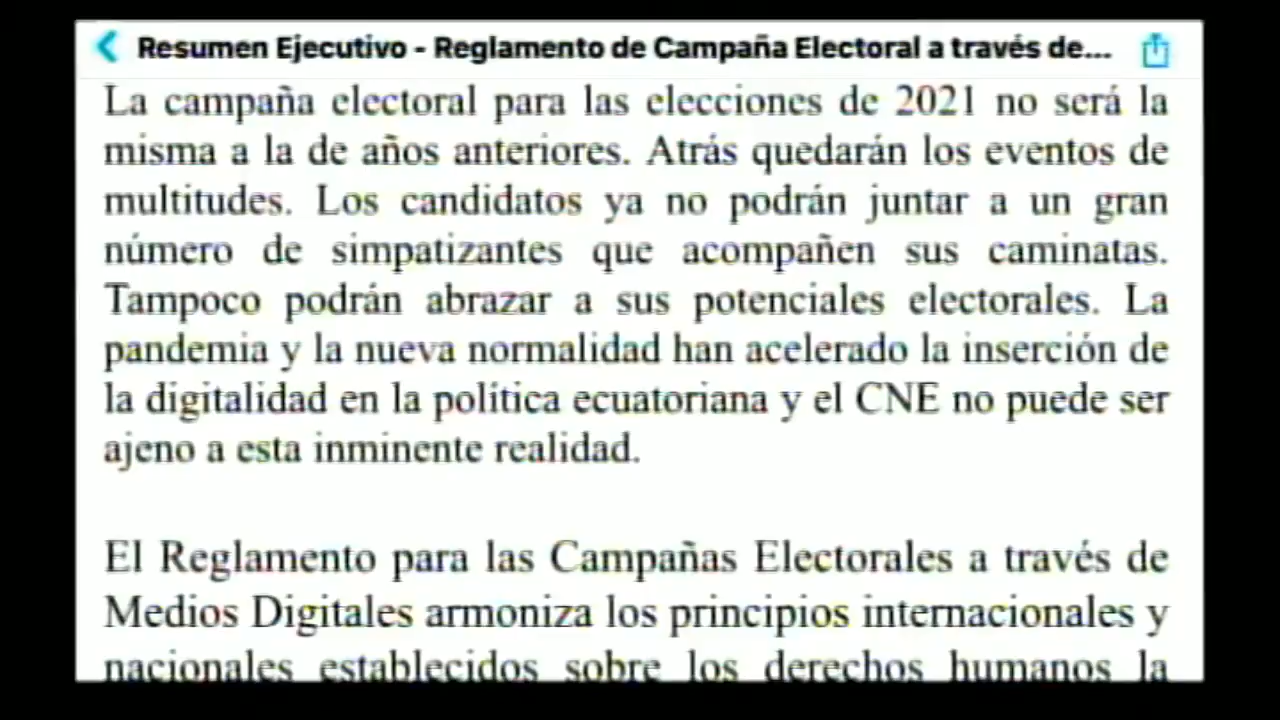 Resumen Ejecutivo - Reglamento de Campaña Electoral a través de...
La campaña electoral para las elecciones de 2021 no será la
misma a la de años anteriores. Atrás quedarán los eventos de
multitudes. Los candidatos ya no podrán juntar a un gran
número de simpatizantes que acompañen sus caminatas.
Tampoco podrán abrazar a sus potenciales electorales. La
pandemia y la nueva normalidad han acelerado la inserción de
la digitalidad en la política ecuatoriana y el CNE no puede ser
ajeno a esta inminente realidad.
El Reglamento para las Campañas Electorales a través de
Medios Digitales armoniza los principios internacionales y
nacionales establecidos sobre los derechos humanos la